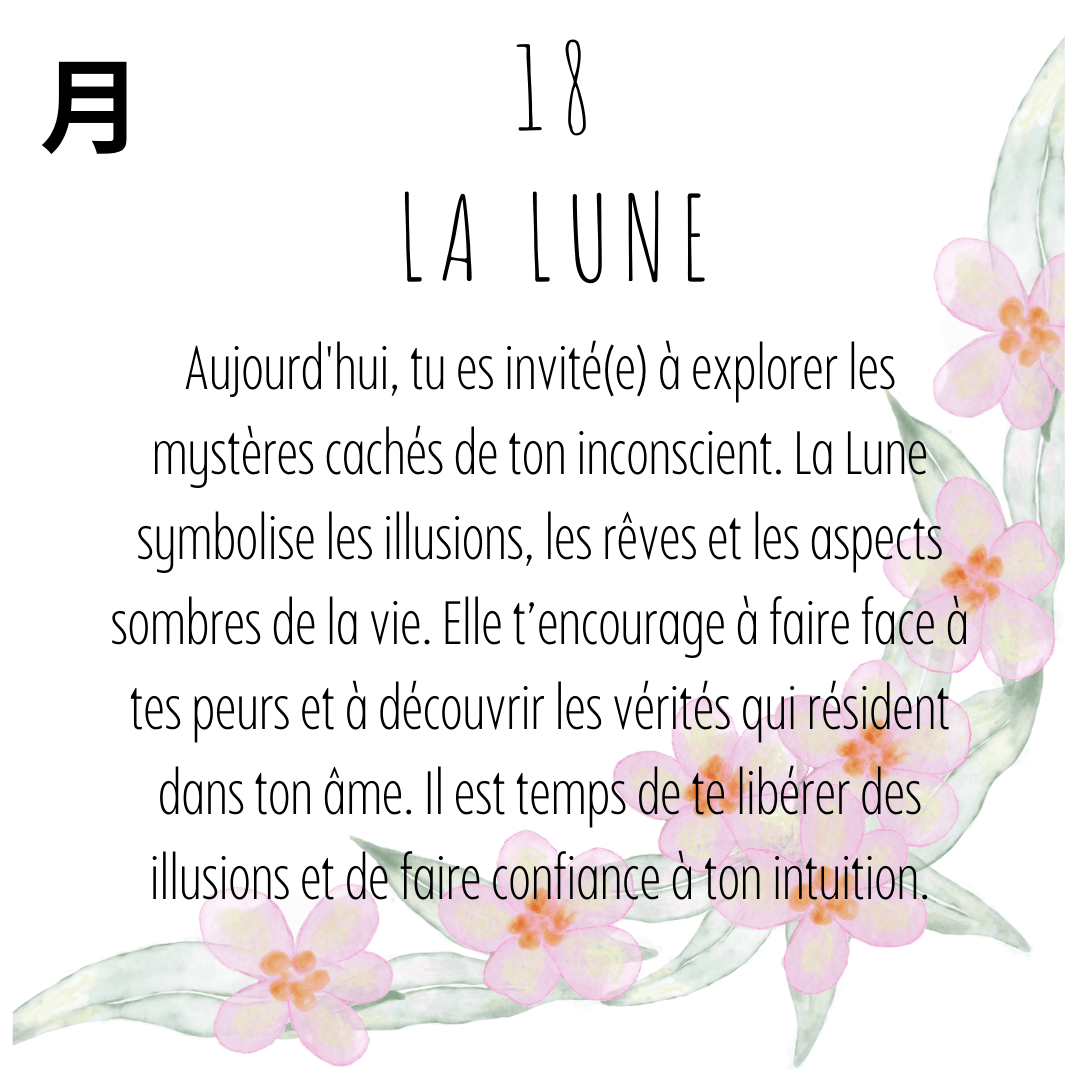 月
18
LA LUNE
Aujourd'hui, tu es invité(e) à explorer les
mystères cachés de ton inconscient. La Lune
symbolise les illusions, les rêves et les aspects
sombres de la vie. Elle t’encourage à faire face à
tes peurs et à découvrir les vérités qui résident
dans ton âme. Il est temps de te libérer des
illusions et de faire confiance à ton intuition.